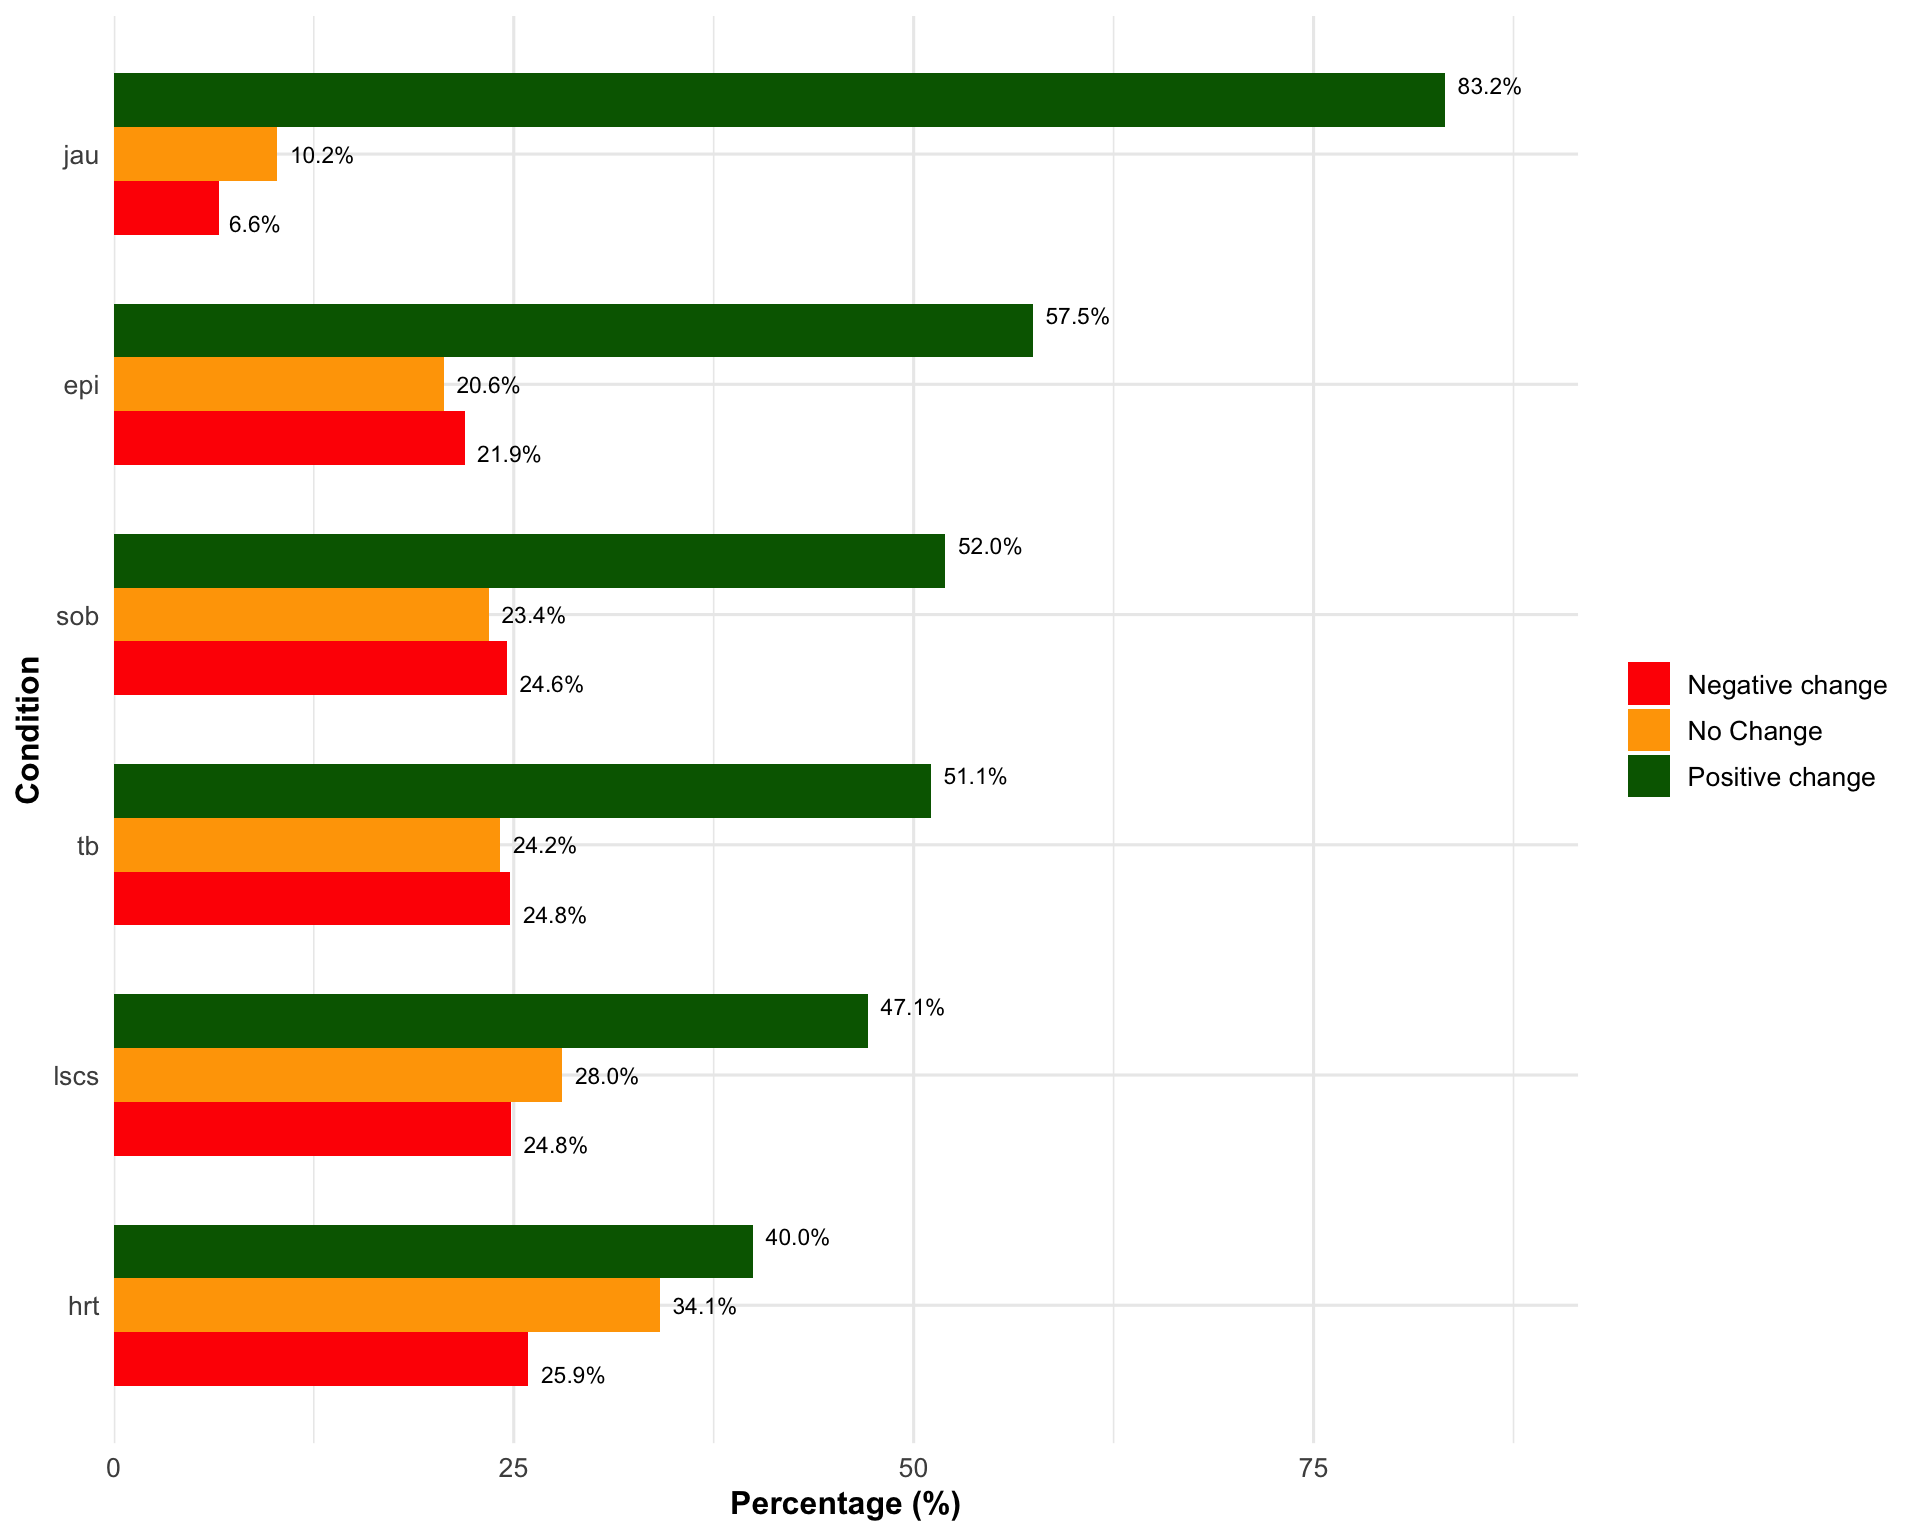 83.2%
jau
10.2%
6.6%
57.5%
epi
20.6%
21.9%
52.0%
sob
23.4%
24.6%
Condition
Negative change
No Change
Positive change
51.1%
tb
24.2%
24.8%
47.1%
lscs
28.0%
24.8%
40.0%
hrt
34.1%
25.9%
0 25 50 75
Percentage (%)